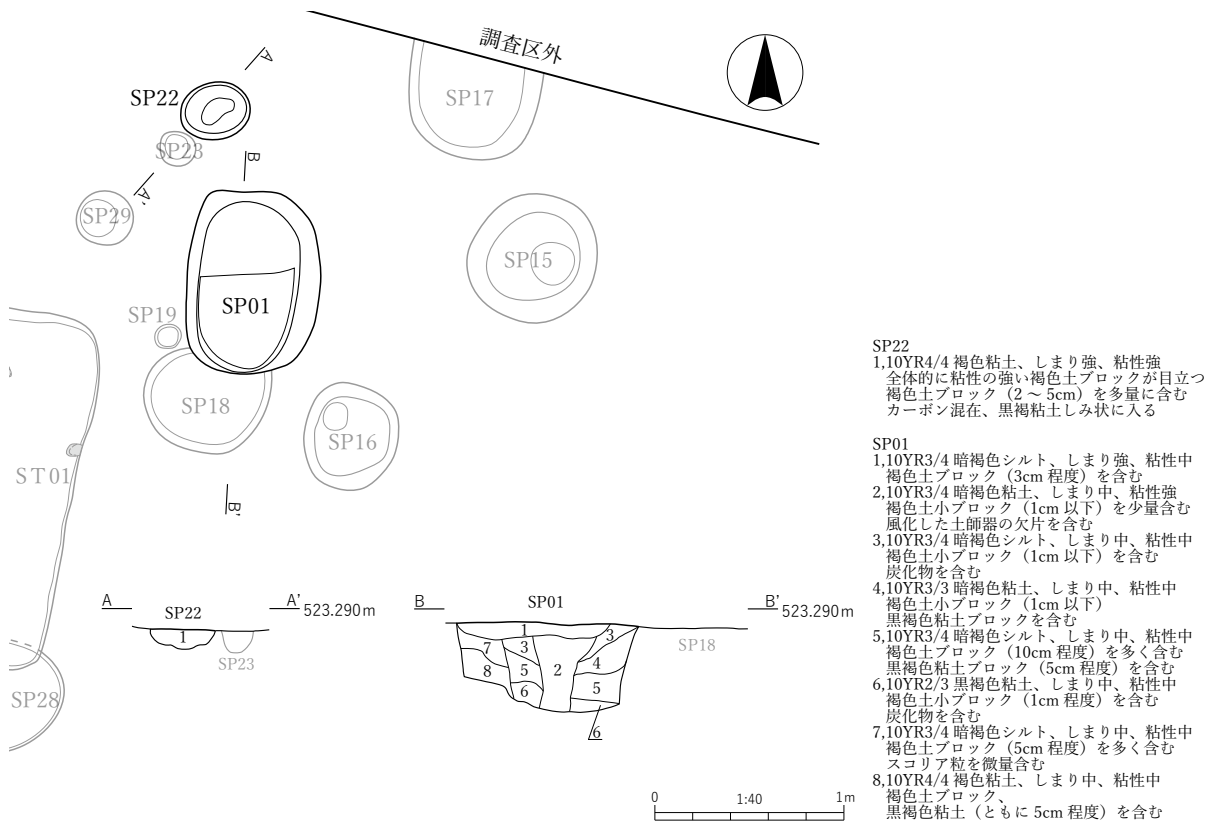 調査区外
A
SP22
SP17
SP23
B
A'
SP29
SP15
SP01
SP19
SP18
SP16
ST01
B'
SP28
A
SP22
A'
523.290m
1
SP23
B
SP01
B'
523.290m
1
3
7
3
8
5
2
4
6
5
6
SP18
0
1:40
1m
SP22
1,10YR4/4 褐色粘土、しまり強、粘性強
全体的に粘性の強い褐色土ブロックが目立つ
褐色土ブロック（2 ～ 5cm）を多量に含む
カーボン混在、黒褐粘土しみ状に入る
SP01
1,10YR3/4 暗褐色シルト、しまり強、粘性中
褐色土ブロック（3cm 程度）を含む
2,10YR3/4 暗褐色粘土、しまり中、粘性強
褐色土小ブロック（1cm 以下）を少量含む
風化した土師器の欠片を含む
3,10YR3/4 暗褐色シルト、しまり中、粘性中
褐色土小ブロック（1cm 以下）を含む
炭化物を含む
4,10YR3/3 暗褐色粘土、しまり中、粘性中
褐色土小ブロック（1cm 以下）
黒褐色粘土ブロックを含む
5,10YR3/4 暗褐色粘土、しまり中、粘性中
褐色土ブロック（10cm 程度）を多く含む
黒褐色粘土ブロック（5cm 程度）を含む
6,10YR2/3 黒褐色粘土、しまり中、粘性中
褐色土小ブロック（1cm 程度）を含む
炭化物を含む
7,10YR3/4 暗褐色シルト、しまり中、粘性中
褐色土ブロック（5cm 程度）を多く含む
スコリア粒を微量含む
8,10YR4/4 褐色粘土、しまり中、粘性中
褐色土ブロック、
黒褐色粘土（ともに 5cm 程度）を含む